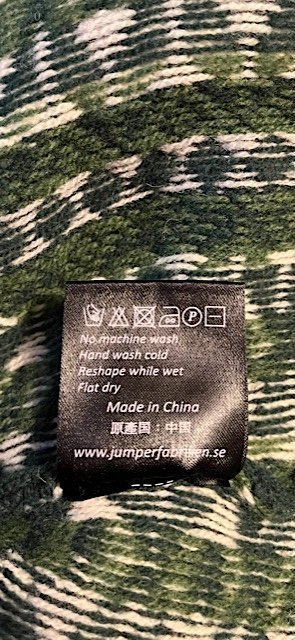 No machine wash
Hand wash cold
Reshape while wet
Flat dry
Made in China
原產国：中国
www.jumperfabriken.se